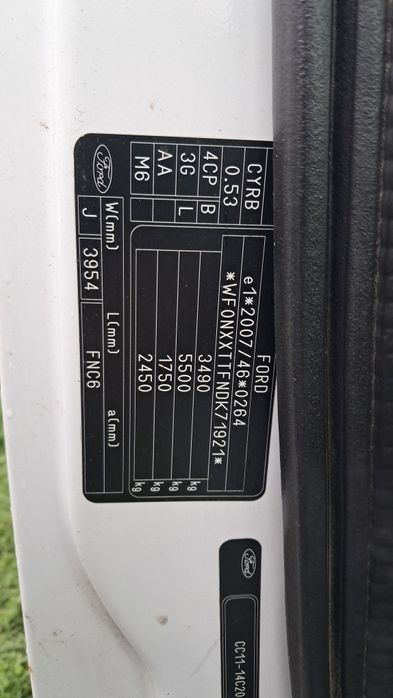 FORD
e1*2007/46*0264
*WF0NXXTTFNDK71921*
3490 kg
5500 kg
1750 kg
2450 kg
CYRB
0.53
4CP B
3G L
AA
M6
Ford
W(mm) L(mm) a(mm)
J 3954 FNC6
Ford
CC11-14C20